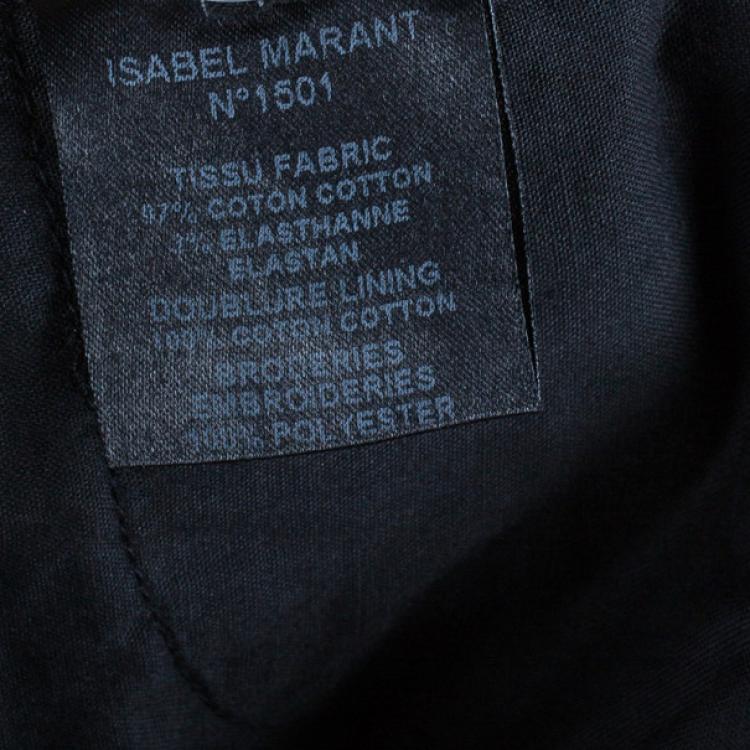 ISABEL MARANT
N°1501
TISSU FABRIC
97% COTON COTTON
3% ELASTHANNE
ELASTAN
DOUBLURE LINING
100% COTON COTTON
BRODERIES
EMBROIDERIES
100% POLYESTER